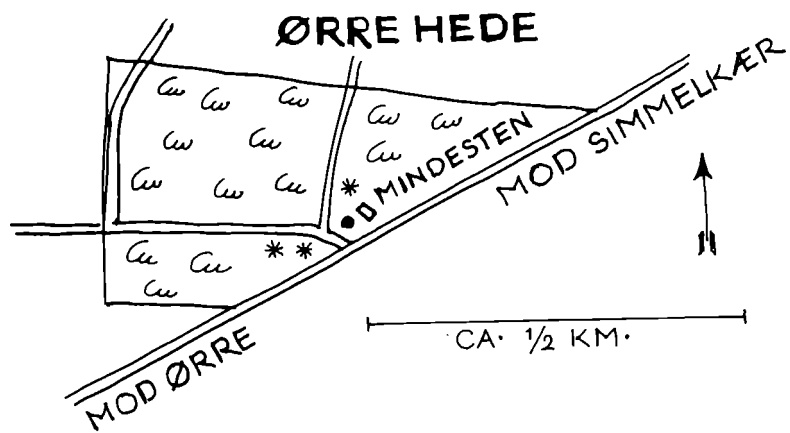 ØRRE HEDE
MINDESTEN
MOD SIMMELKÆR
N
CA. 1/2 KM.
MOD ØRRE